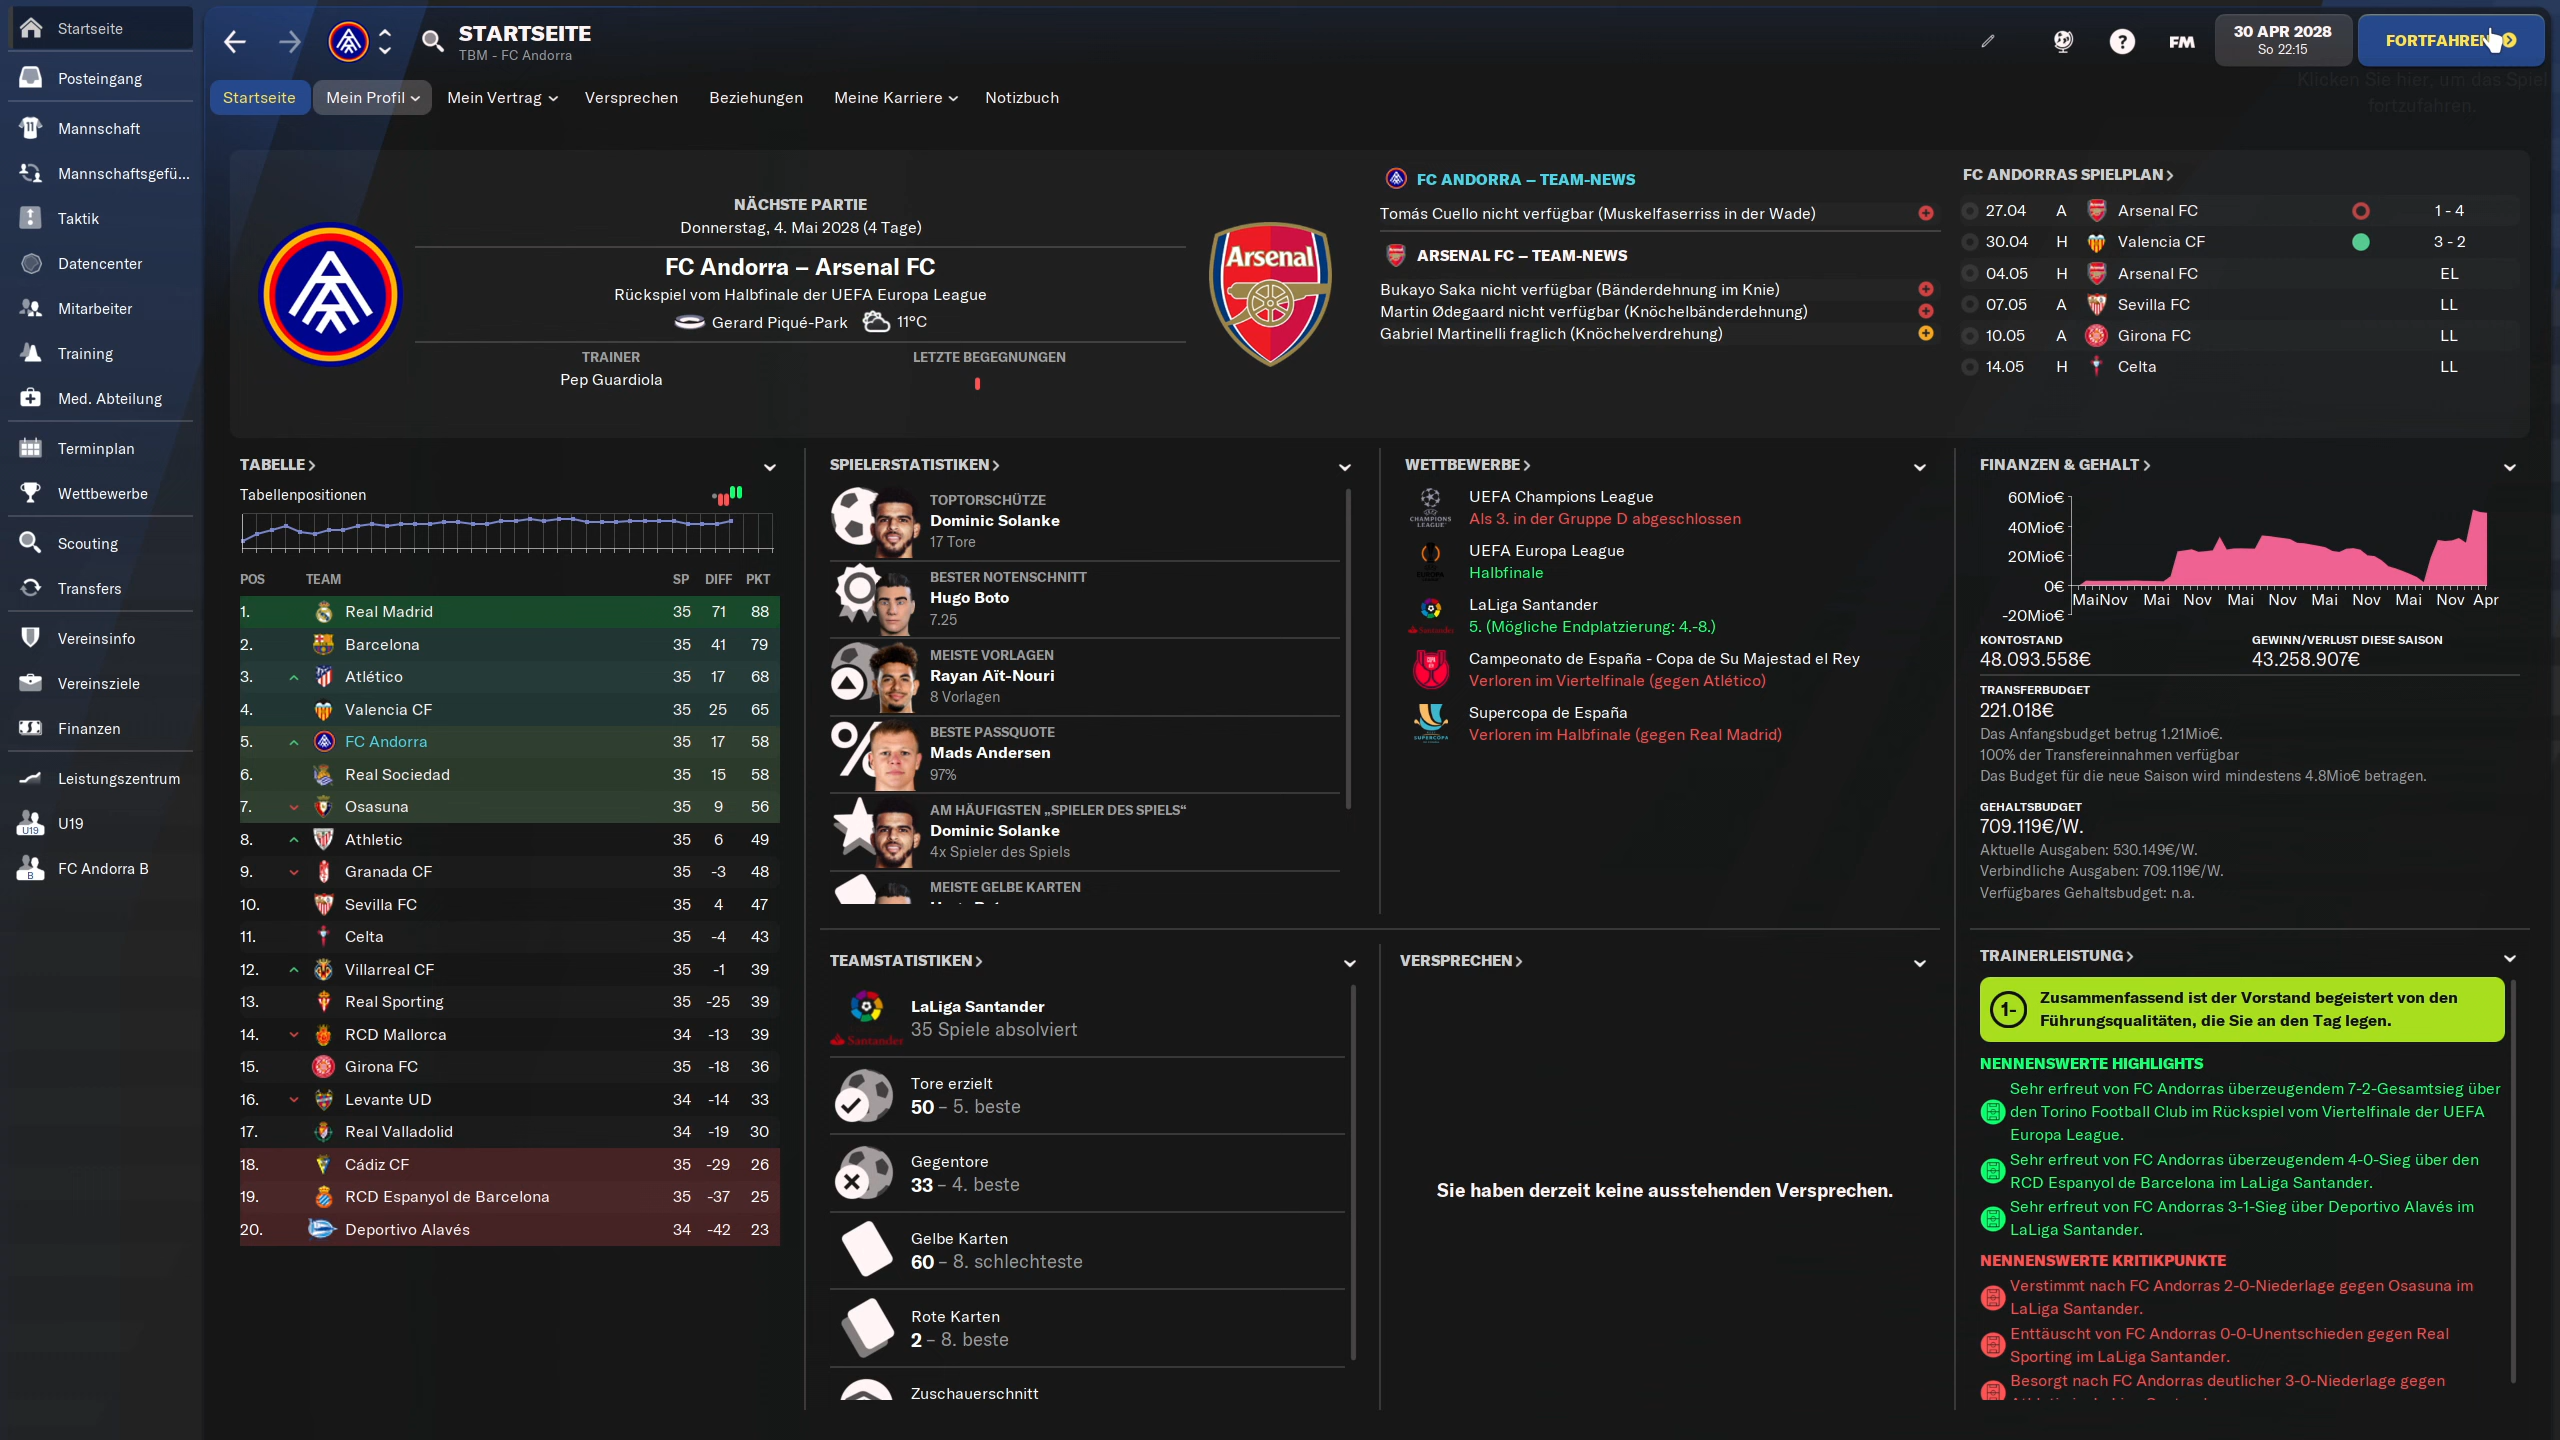 Startseite
Posteingang
Mannschaft
Mannschaftsgefü...
Taktik
Datencenter
Mitarbeiter
Training
Med. Abteilung
Terminplan
Wettbewerbe
Scouting
Transfers
Vereinsinfo
Vereinsziele
Finanzen
Leistungszentrum
U19
U19
B
FC Andorra B
STARTSEITE
TBM - FC Andorra
?
FM
30 APR 2028
So 22:15
FORTFAHREN
Klicken Sie hier, um das Spiel
fortzufahren.
Startseite Mein Profil Mein Vertrag Versprechen Beziehungen Meine Karriere Notizbuch
NÄCHSTE PARTIE
Donnerstag, 4. Mai 2028 (4 Tage)
FC Andorra – Arsenal FC
Rückspiel vom Halbfinale der UEFA Europa League
Gerard Piqué-Park 11°C
TRAINER
Pep Guardiola
LETZTE BEGEGNUNGEN
Arsenal
FC ANDORRA – TEAM-NEWS
Tomás Cuello nicht verfügbar (Muskelfaserriss in der Wade)
ARSENAL FC – TEAM-NEWS
Bukayo Saka nicht verfügbar (Bänderdehnung im Knie)
Martin Ødegaard nicht verfügbar (Knöchelbänderdehnung)
Gabriel Martinelli fraglich (Knöchelverdrehung)
FC ANDORRAS SPIELPLAN
27.04 A Arsenal FC 1 - 4
30.04 H Valencia CF 3 - 2
04.05 H Arsenal FC EL
07.05 A Sevilla FC LL
10.05 A Girona FC LL
14.05 H Celta LL
TABELLE
Tabellenpositionen
POS TEAM SP DIFF PKT
1. Real Madrid 35 71 88
2. Barcelona 35 41 79
3. Atlético 35 17 68
4. Valencia CF 35 25 65
5. FC Andorra 35 17 58
6. Real Sociedad 35 15 58
7. Osasuna 35 9 56
8. Athletic 35 6 49
9. Granada CF 35 -3 48
10. Sevilla FC 35 4 47
11. Celta 35 -4 43
12. Villarreal CF 35 -1 39
13. Real Sporting 35 -25 39
14. RCD Mallorca 34 -13 39
15. Girona FC 35 -18 36
16. Levante UD 34 -14 33
17. Real Valladolid 34 -19 30
18. Cádiz CF 35 -29 26
19. RCD Espanyol de Barcelona 35 -37 25
20. Deportivo Alavés 34 -42 23
SPIELERSTATISTIKEN
TOPTORSCHÜTZE
Dominic Solanke
17 Tore
BESTER NOTENSCHNITT
Hugo Boto
7.25
MEISTE VORLAGEN
Rayan Aït-Nouri
8 Vorlagen
BESTE PASSQUOTE
Mads Andersen
97%
AM HÄUFIGSTEN „SPIELER DES SPIELS“
Dominic Solanke
4x Spieler des Spiels
MEISTE GELBE KARTEN
WETTBEWERBE
CHAMPIONS
LEAGUE
UEFA Champions League
Als 3. in der Gruppe D abgeschlossen
UEFA Europa League
Halbfinale
LaLiga Santander
5. (Mögliche Endplatzierung: 4.-8.)
Campeonato de España - Copa de Su Majestad el Rey
Verloren im Viertelfinale (gegen Atlético)
SUPERCOPA
Supercopa de España
Verloren im Halbfinale (gegen Real Madrid)
FINANZEN & GEHALT
60Mio€
40Mio€
20Mio€
0€
-20Mio€
Mai Nov Mai Nov Mai Nov Mai Nov Mai Nov Apr
KONTOSTAND
48.093.558€
GEWINN/VERLUST DIESE SAISON
43.258.907€
TRANSFERBUDGET
221.018€
Das Anfangsbudget betrug 1.21Mio€.
100% der Transfereinnahmen verfügbar
Das Budget für die neue Saison wird mindestens 4.8Mio€ betragen.
GEHALTSBUDGET
709.119€/W.
Aktuelle Ausgaben: 530.149€/W.
Verbindliche Ausgaben: 709.119€/W.
Verfügbares Gehaltsbudget: n.a.
TEAMSTATISTIKEN
Santander
LaLiga Santander
35 Spiele absolviert
Tore erzielt
50 – 5. beste
Gegentore
33 – 4. beste
Gelbe Karten
60 – 8. schlechteste
Rote Karten
2 – 8. beste
Zuschauerschnitt
VERSPRECHEN
Sie haben derzeit keine ausstehenden Versprechen.
TRAINERLEISTUNG
1-
Zusammenfassend ist der Vorstand begeistert von den
Führungsqualitäten, die Sie an den Tag legen.
NENNENSWERTE HIGHLIGHTS
Sehr erfreut von FC Andorras überzeugendem 7-2-Gesamtsieg über
den Torino Football Club im Rückspiel vom Viertelfinale der UEFA
Europa League.
Sehr erfreut von FC Andorras überzeugendem 4-0-Sieg über den
RCD Espanyol de Barcelona im LaLiga Santander.
Sehr erfreut von FC Andorras 3-1-Sieg über Deportivo Alavés im
LaLiga Santander.
NENNENSWERTE KRITIKPUNKTE
Verstimmt nach FC Andorras 2-0-Niederlage gegen Osasuna im
LaLiga Santander.
Enttäuscht von FC Andorras 0-0-Unentschieden gegen Real
Sporting im LaLiga Santander.
Besorgt nach FC Andorras deutlicher 3-0-Niederlage gegen